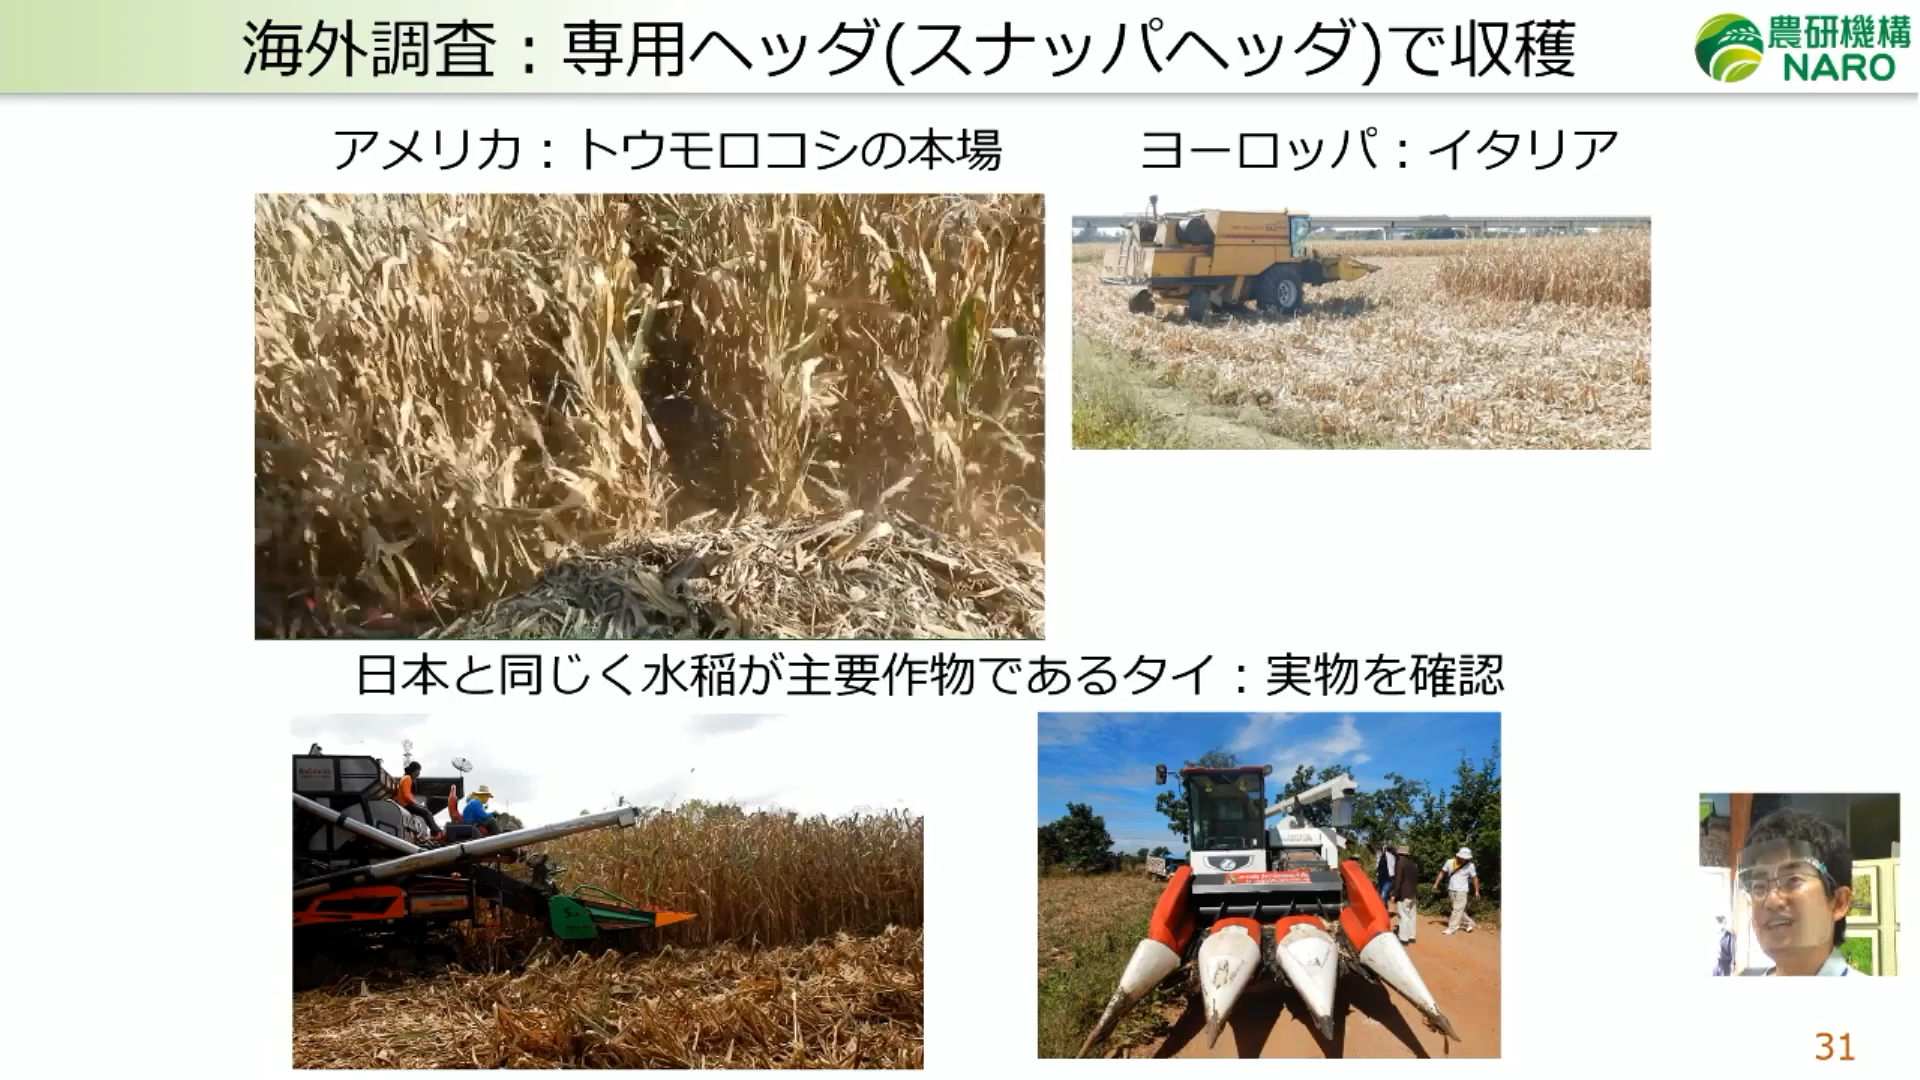 海外調査：専用ヘッダ(スナッパヘッダ)で収穫
農研機構
NARO
アメリカ：トウモロコシの本場
ヨーロッパ：イタリア
日本と同じく水稲が主要作物であるタイ：実物を確認
31